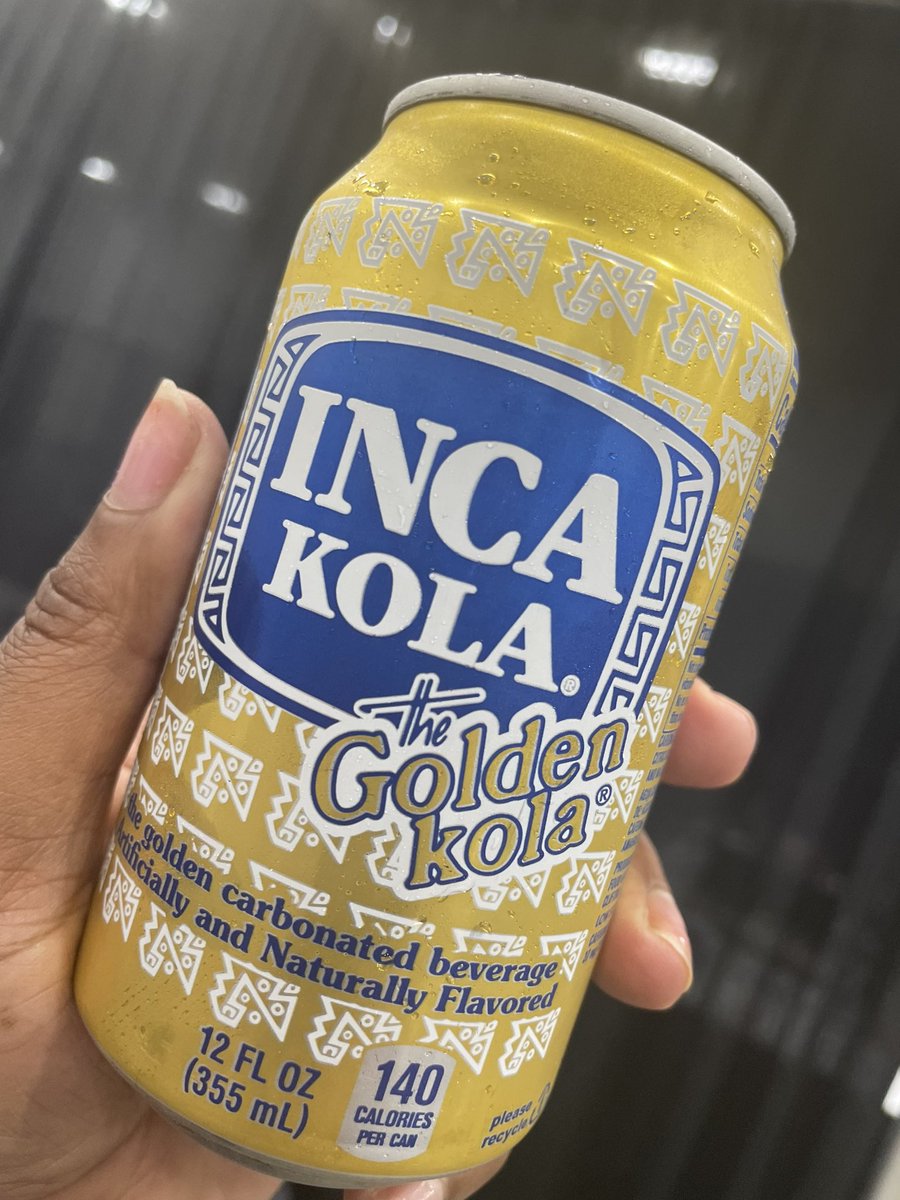 INCA
KOLA®
the
Golden
kola®
the golden carbonated beverage
Artificially and Naturally Flavored
12 FL OZ
(355 mL)
140
CALORIES
PER CAN
please
recycle